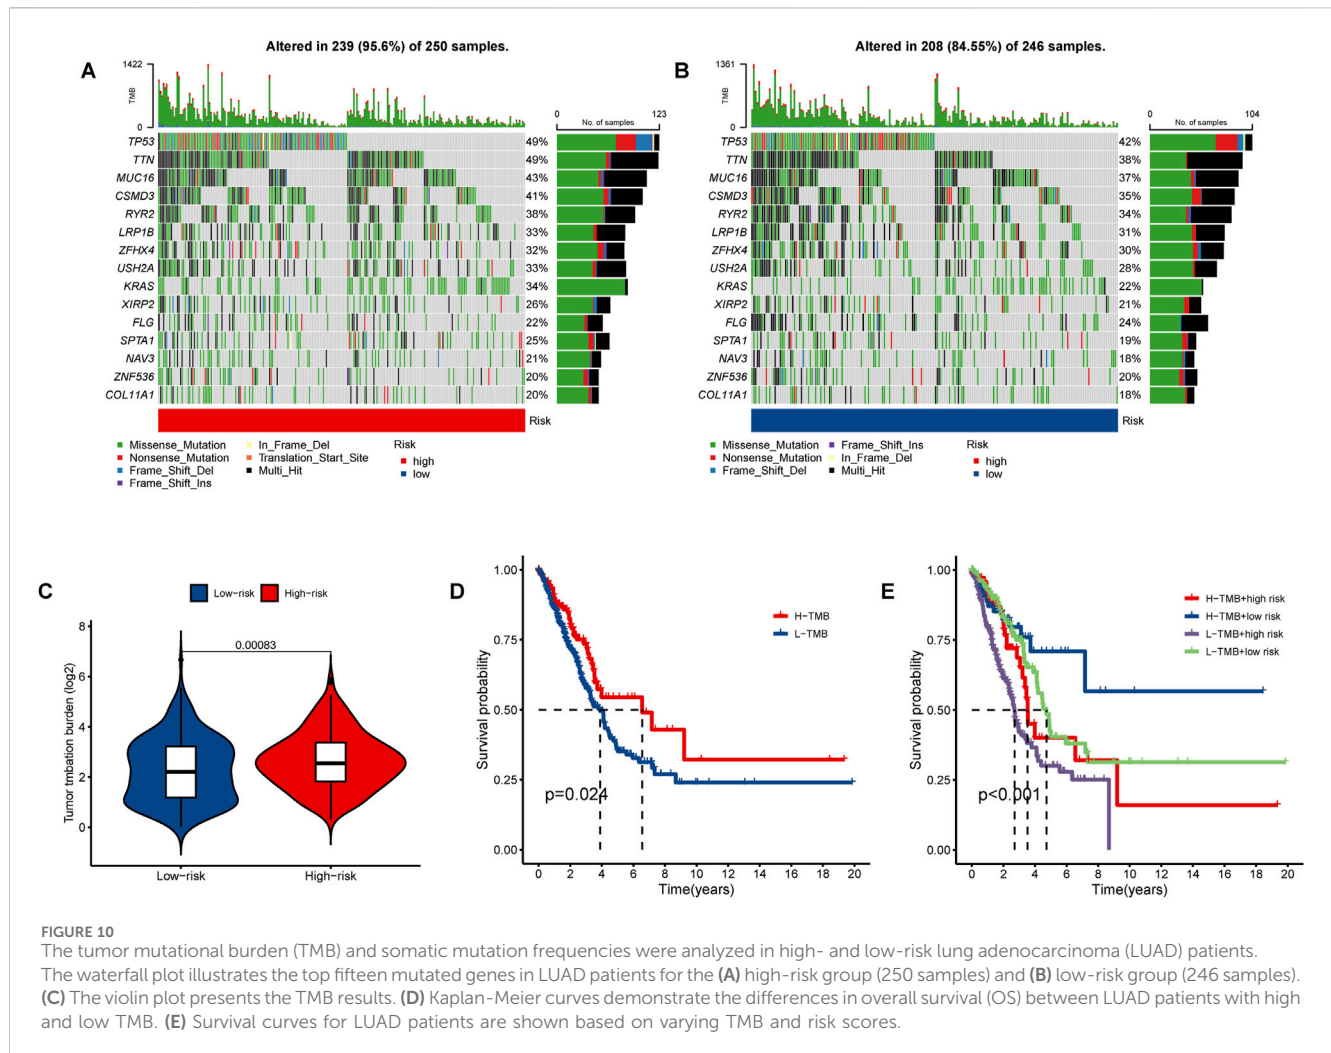 Altered in 239 (95.6%) of 250 samples.
A
1422
TMB
0
0
No. of samples
123
TP53 49%
TTN 49%
MUC16 43%
CSMD3 41%
RYR2 38%
LRP1B 33%
ZFHX4 32%
USH2A 33%
KRAS 34%
XIRP2 26%
FLG 22%
SPTA1 25%
NAV3 21%
ZNF536 20%
COL11A1 20%
Risk
Missense_Mutation
Nonsense_Mutation
Frame_Shift_Del
Frame_Shift_Ins
In_Frame_Del
Translation_Start_Site
Multi_Hit
Risk
high
low
Altered in 208 (84.55%) of 246 samples.
B
1361
TMB
0
0
No. of samples
104
TP53 42%
TTN 38%
MUC16 37%
CSMD3 35%
RYR2 34%
LRP1B 31%
ZFHX4 30%
USH2A 28%
KRAS 22%
XIRP2 21%
FLG 24%
SPTA1 19%
NAV3 18%
ZNF536 20%
COL11A1 18%
Risk
Missense_Mutation
Nonsense_Mutation
Frame_Shift_Del
Frame_Shift_Ins
In_Frame_Del
Multi_Hit
Risk
high
low
C
Low-risk High-risk
Tumor tmbation burden (log2)
8
6
4
2
0
0.00083
Low-risk High-risk
D
H-TMB
L-TMB
Survival probability
1.00
0.75
0.50
0.25
0.00
p=0.024
0 2 4 6 8 10 12 14 16 18 20
Time(years)
E
H-TMB+high risk
H-TMB+low risk
L-TMB+high risk
L-TMB+low risk
Survival probability
1.00
0.75
0.50
0.25
0.00
p<0.001
0 2 4 6 8 10 12 14 16 18 20
Time(years)
FIGURE 10
The tumor mutational burden (TMB) and somatic mutation frequencies were analyzed in high- and low-risk lung adenocarcinoma (LUAD) patients.
The waterfall plot illustrates the top fifteen mutated genes in LUAD patients for the (A) high-risk group (250 samples) and (B) low-risk group (246 samples).
(C) The violin plot presents the TMB results. (D) Kaplan-Meier curves demonstrate the differences in overall survival (OS) between LUAD patients with high
and low TMB. (E) Survival curves for LUAD patients are shown based on varying TMB and risk scores.